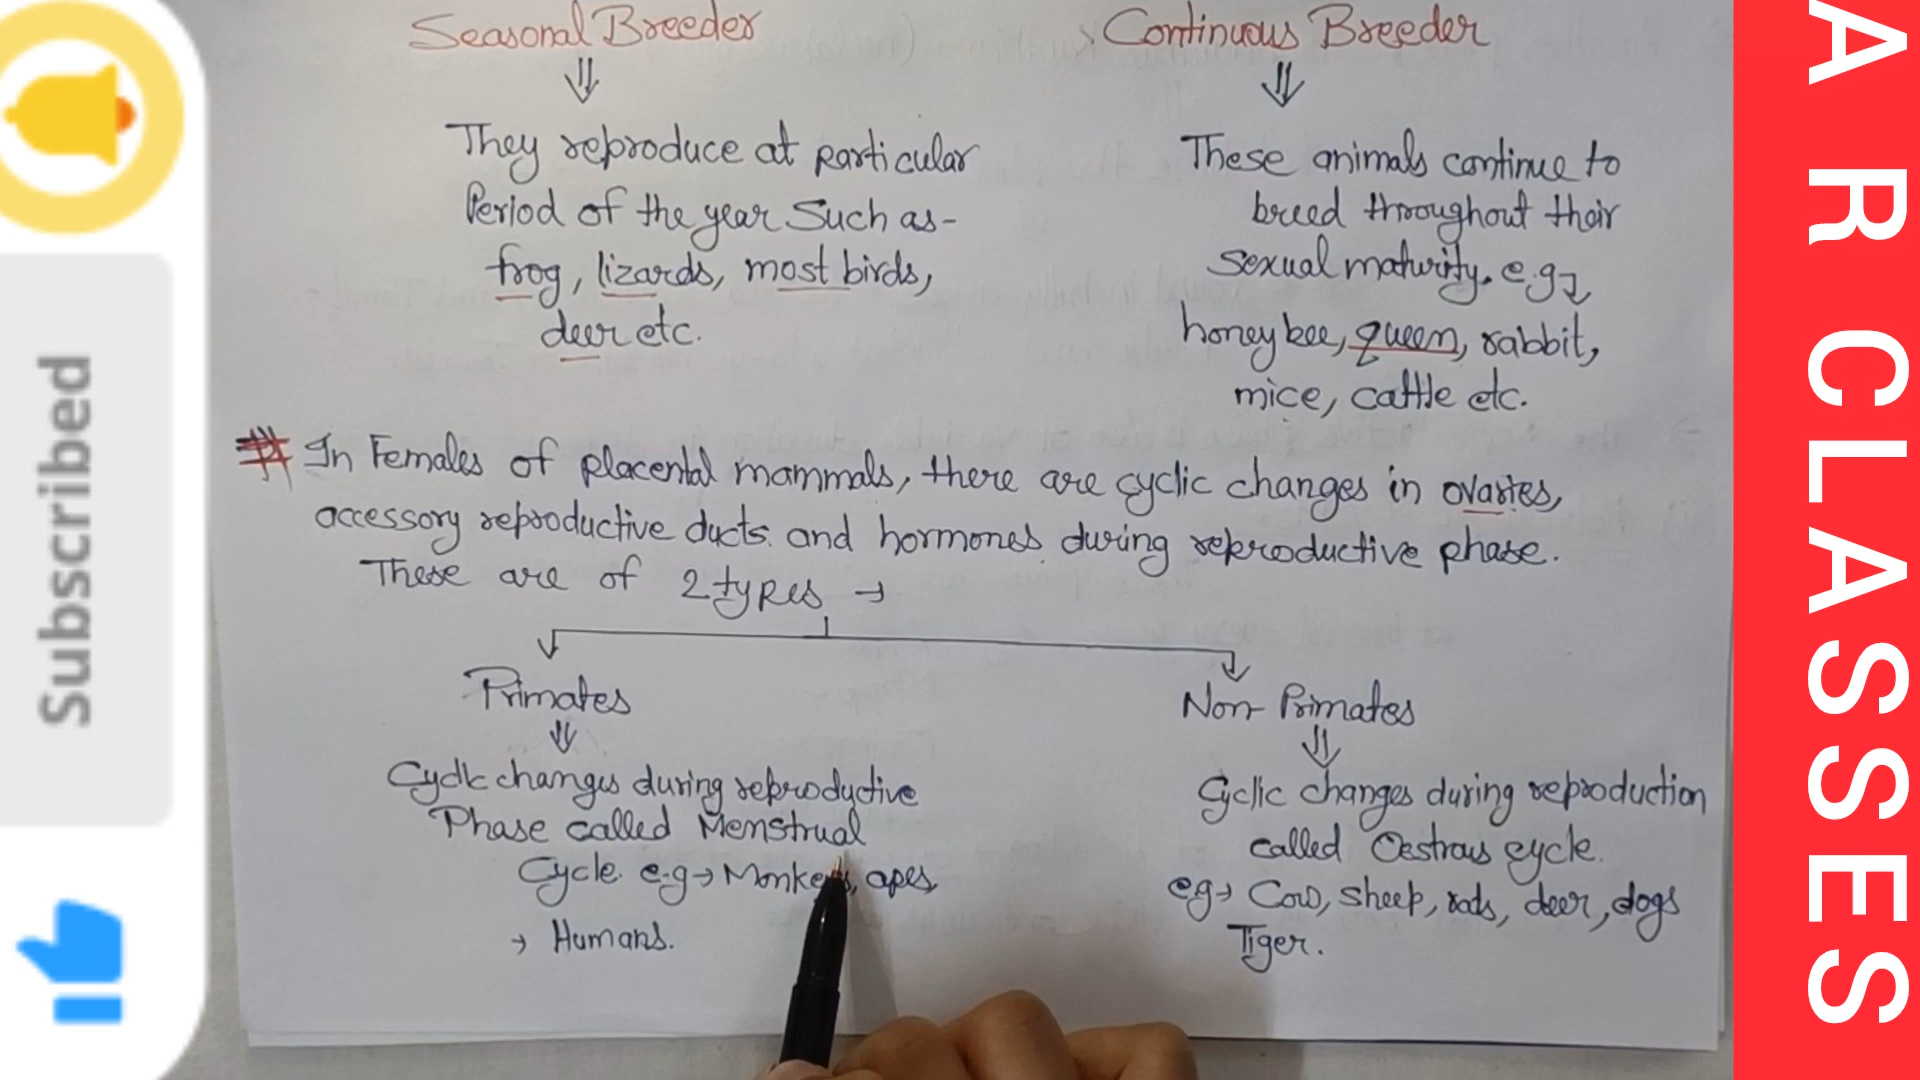 Seasonal Breeder
⇓
They reproduce at particular
Period of the year Such as-
frog, lizards, most birds,
deer etc.
Continuous Breeder
⇓
These animals continue to
breed throughout their
sexual maturity. e.g↴
honey bee, queen, rabbit,
mice, cattle etc.
# In Females of placental mammals, there are cyclic changes in ovaries,
accessory reproductive ducts. and hormones during reproductive phase.
These are of 2 types →
Primates
⇓
Cyclic changes during reproductive
Phase called Menstrual
Cycle. e.g→ Monkeys, apes,
→ Humans.
Non- Primates
⇓
Cyclic changes during reproduction
called Oestrous cycle.
eg→ Cow, sheep, rats, deer, dogs
Tiger.
Subscribed
A R CLASSES